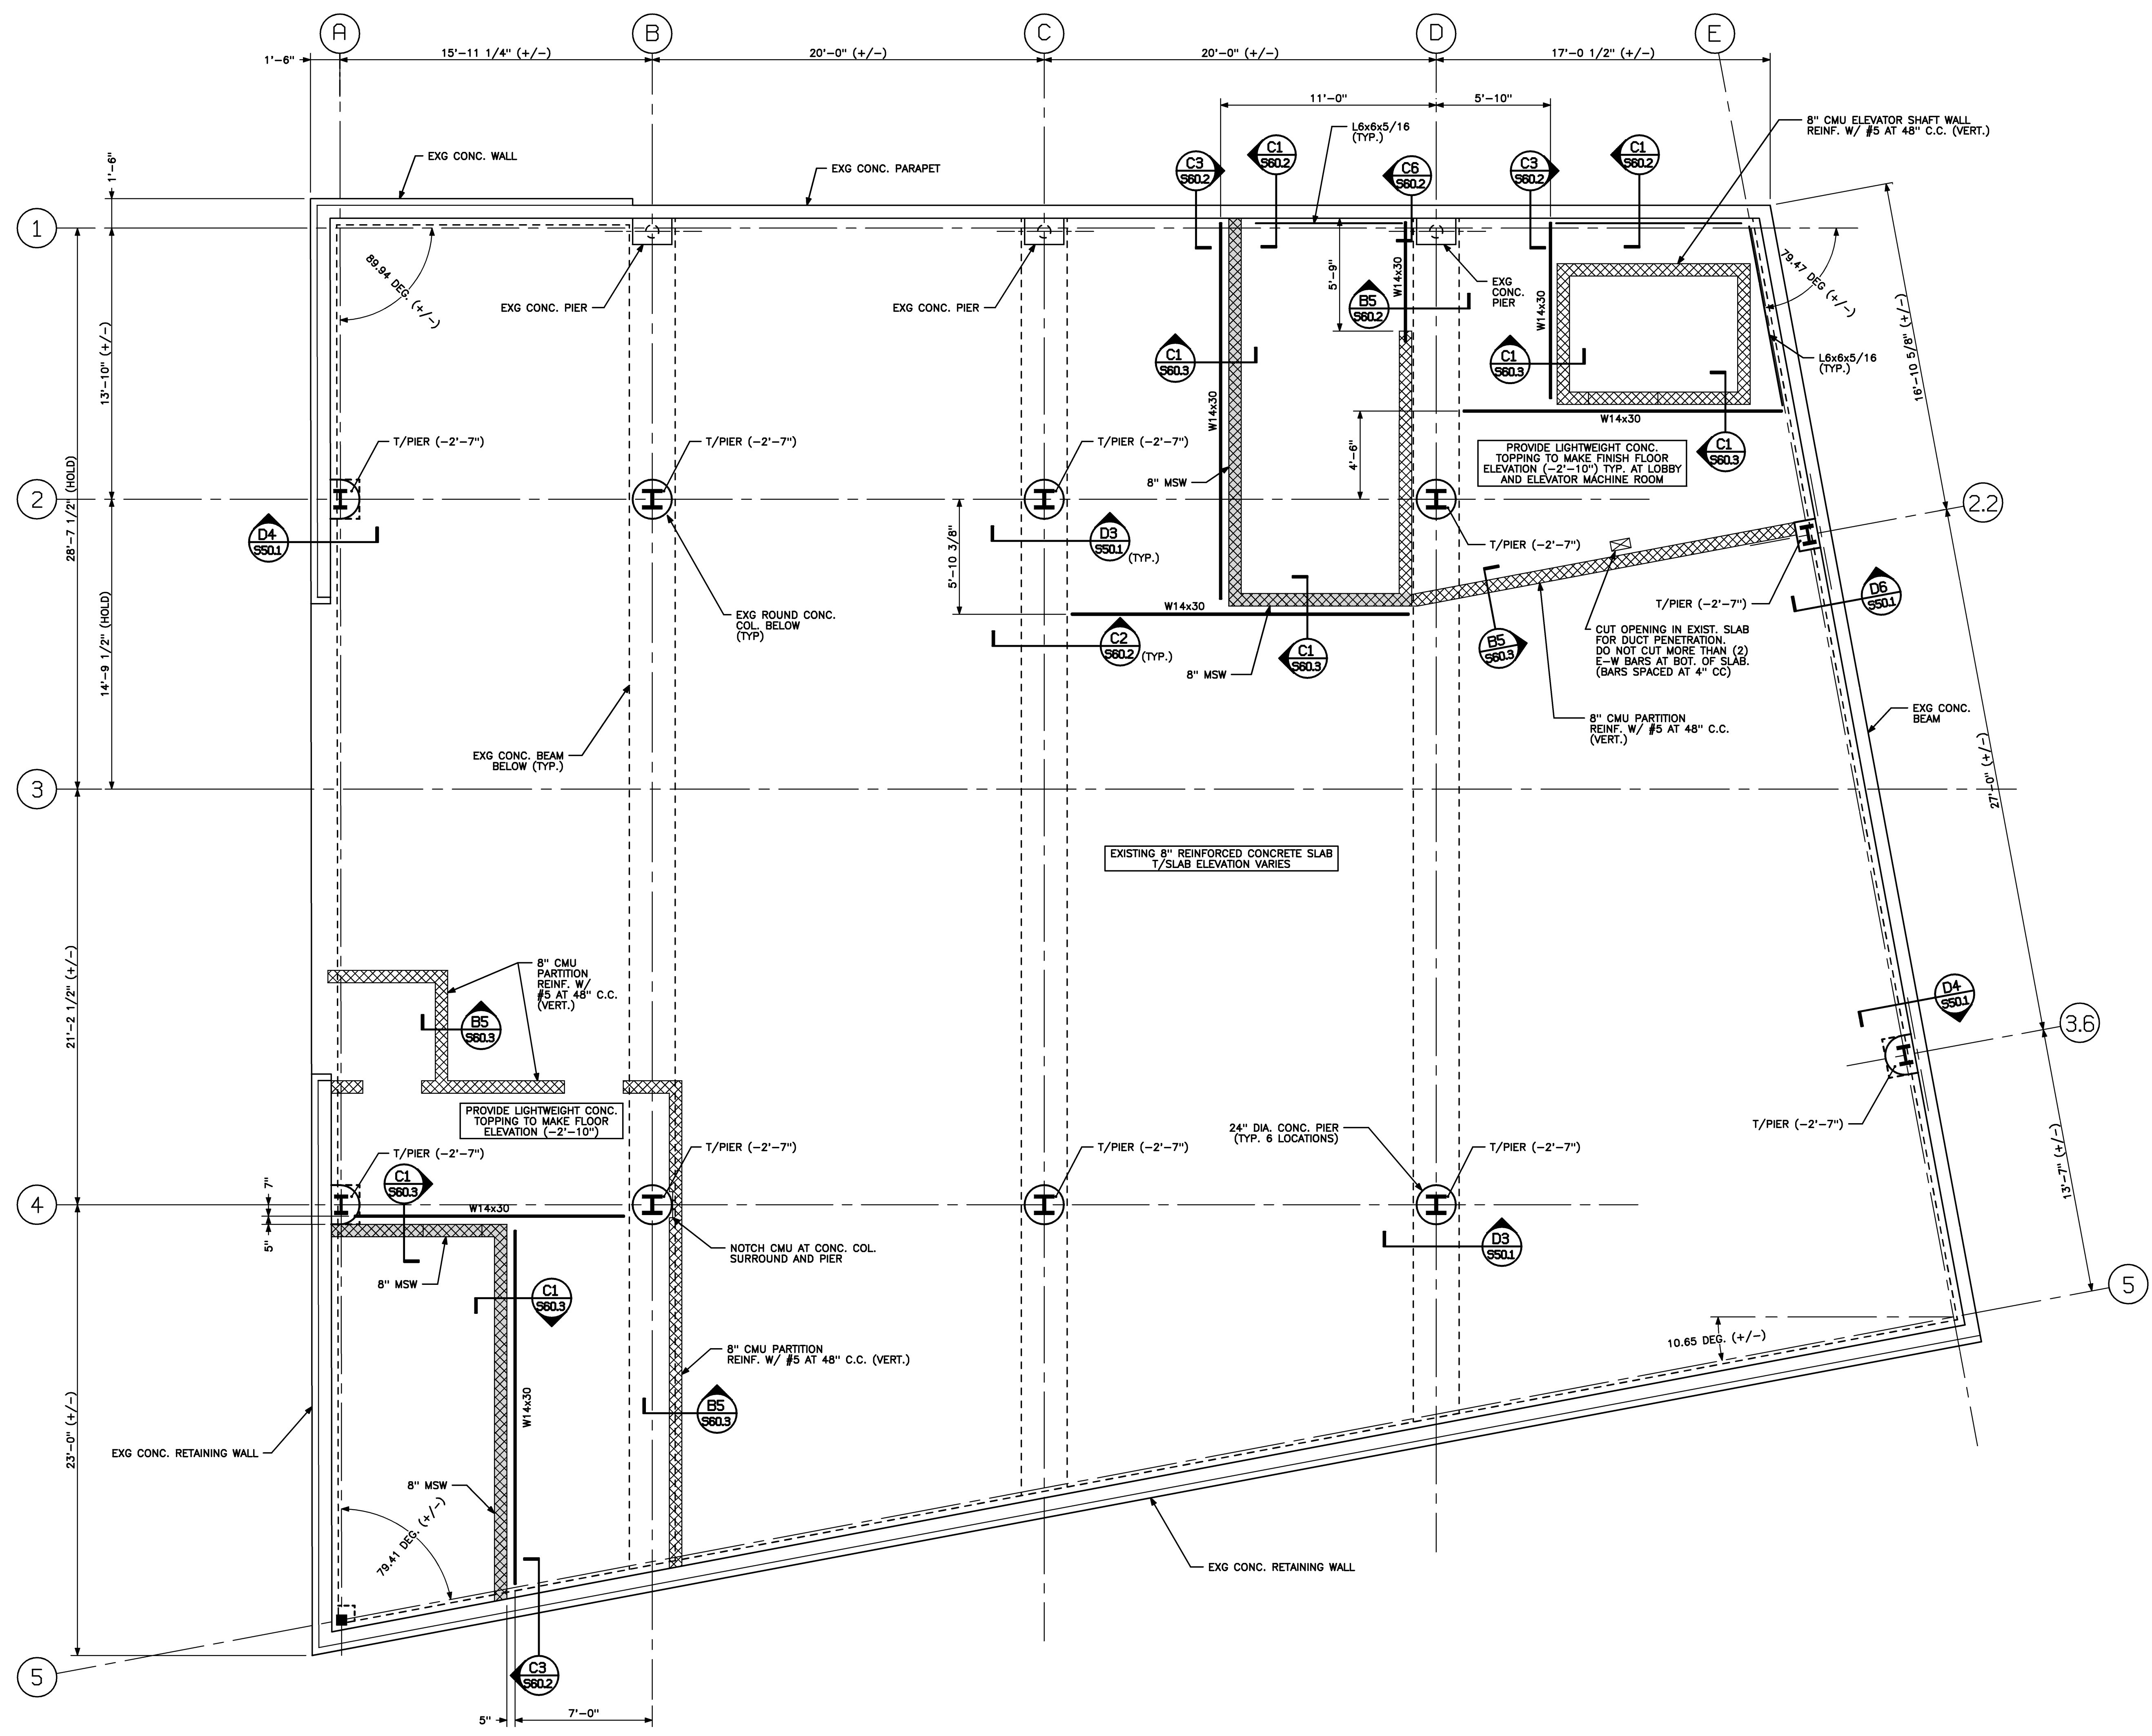 A
B
C
D
E
1'-6"
15'-11 1/4" (+/-)
20'-0" (+/-)
20'-0" (+/-)
17'-0 1/2" (+/-)
11'-0"
5'-10"
L6x6x5/16
(TYP.)
8" CMU ELEVATOR SHAFT WALL
REINF. W/ #5 AT 48" C.C. (VERT.)
EXG CONC. WALL
EXG CONC. PARAPET
C3
S60.2
C1
S60.2
C6
S60.2
C3
S60.2
C1
S60.2
1'-6"
1
89.94 DEG. (+/-)
79.47 DEG (+/-)
EXG CONC. PIER
EXG CONC. PIER
EXG
CONC.
PIER
5'-9"
W14x30
B5
S60.2
W14x30
13'-10" (+/-)
C1
S60.3
C1
S60.3
L6x6x5/16
(TYP.)
16'-10 5/8" (+/-)
W14x30
W14x30
T/PIER (-2'-7")
T/PIER (-2'-7")
T/PIER (-2'-7")
4'-6"
PROVIDE LIGHTWEIGHT CONC.
TOPPING TO MAKE FINISH FLOOR
ELEVATION (-2'-10") TYP. AT LOBBY
AND ELEVATOR MACHINE ROOM
C1
S60.3
8" MSW
28'-7 1/2" (HOLD)
2
2.2
D4
S50.1
5'-10 3/8"
D3
S50.1
(TYP.)
T/PIER (-2'-7")
T/PIER (-2'-7")
D6
S50.1
W14x30
EXG ROUND CONC.
COL. BELOW
(TYP)
C2
S60.2
(TYP.)
C1
S60.3
B5
S60.3
8" MSW
CUT OPENING IN EXIST. SLAB
FOR DUCT PENETRATION.
DO NOT CUT MORE THAN (2)
E-W BARS AT BOT. OF SLAB.
(BARS SPACED AT 4" CC)
14'-9 1/2" (HOLD)
8" CMU PARTITION
REINF. W/ #5 AT 48" C.C.
(VERT.)
EXG CONC.
BEAM
EXG CONC. BEAM
BELOW (TYP.)
27'-0" (+/-)
3
EXISTING 8" REINFORCED CONCRETE SLAB
T/SLAB ELEVATION VARIES
21'-2 1/2" (+/-)
8" CMU
PARTITION
REINF. W/
#5 AT 48" C.C.
(VERT.)
B5
S60.3
D4
S50.1
3.6
PROVIDE LIGHTWEIGHT CONC.
TOPPING TO MAKE FLOOR
ELEVATION (-2'-10")
T/PIER (-2'-7")
24" DIA. CONC. PIER
(TYP. 6 LOCATIONS)
T/PIER (-2'-7")
T/PIER (-2'-7")
T/PIER (-2'-7")
T/PIER (-2'-7")
13'-7" (+/-)
7"
C1
S60.3
4
W14x30
5"
NOTCH CMU AT CONC. COL.
SURROUND AND PIER
D3
S50.1
8" MSW
C1
S60.3
5
10.65 DEG. (+/-)
8" CMU PARTITION
REINF. W/ #5 AT 48" C.C. (VERT.)
W14x30
B5
S60.3
23'-0" (+/-)
EXG CONC. RETAINING WALL
8" MSW
79.41 DEG. (+/-)
EXG CONC. RETAINING WALL
5
C3
S60.2
5"
7'-0"